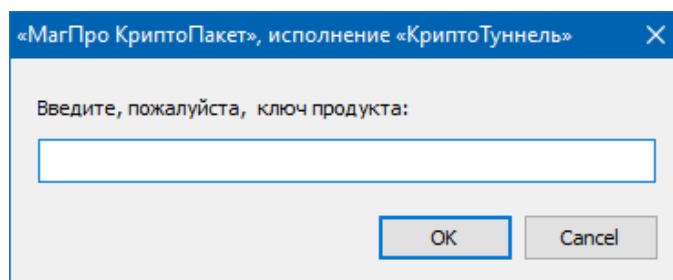 «МагПро КриптоПакет», исполнение «КриптоТуннель»
Введите, пожалуйста, ключ продукта:
OK Cancel